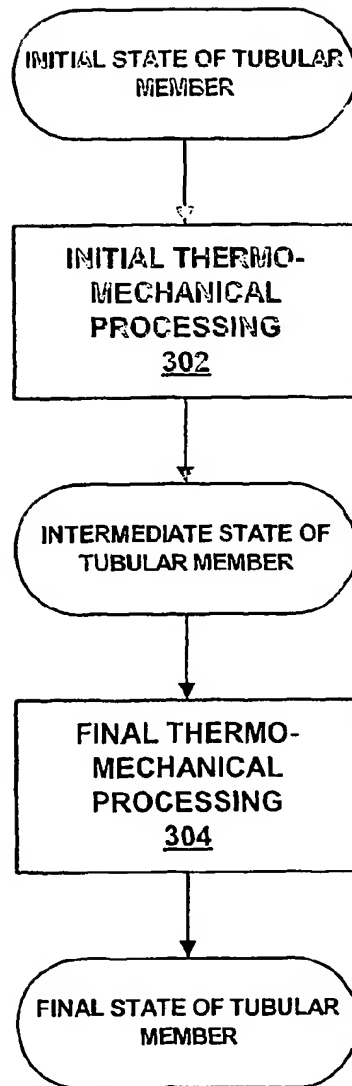 INITIAL STATE OF TUBULAR
MEMBER
INITIAL THERMO-
MECHANICAL
PROCESSING
302
INTERMEDIATE STATE OF
TUBULAR MEMBER
FINAL THERMO-
MECHANICAL
PROCESSING
304
FINAL STATE OF TUBULAR
MEMBER